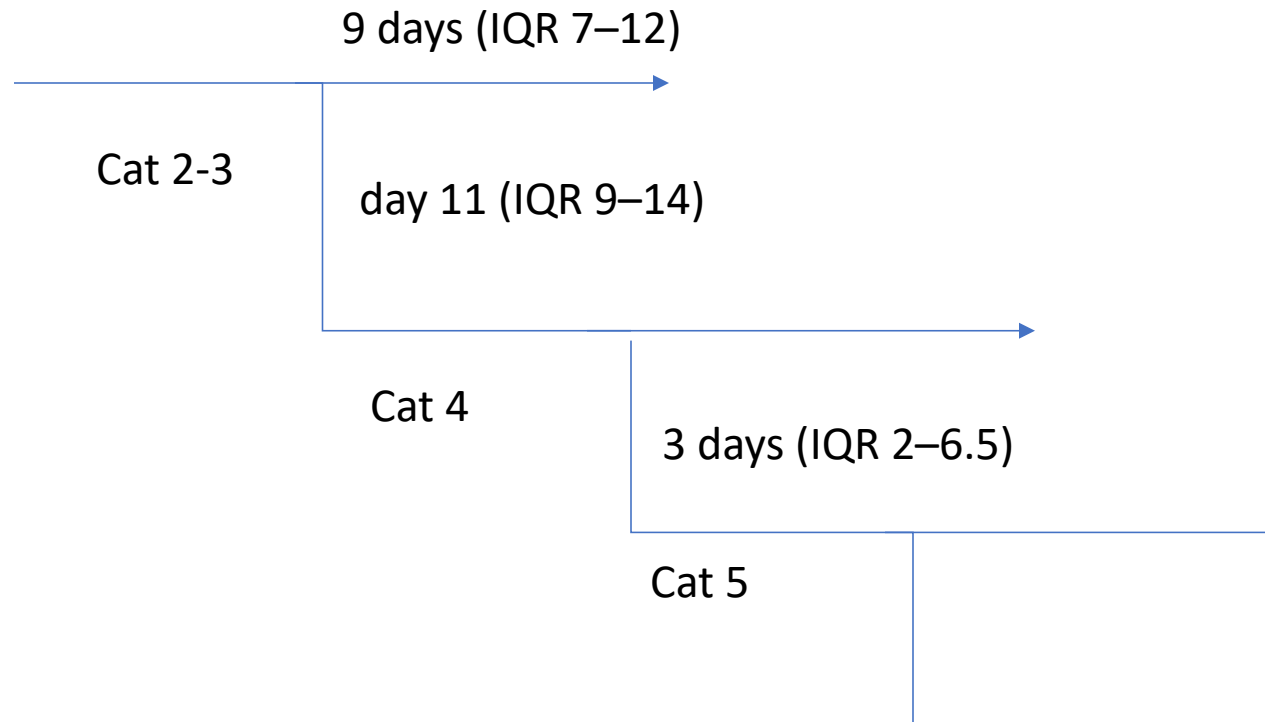 9 days (IQR 7–12)
Cat 2-3
day 11 (IQR 9–14)
Cat 4
3 days (IQR 2–6.5)
Cat 5